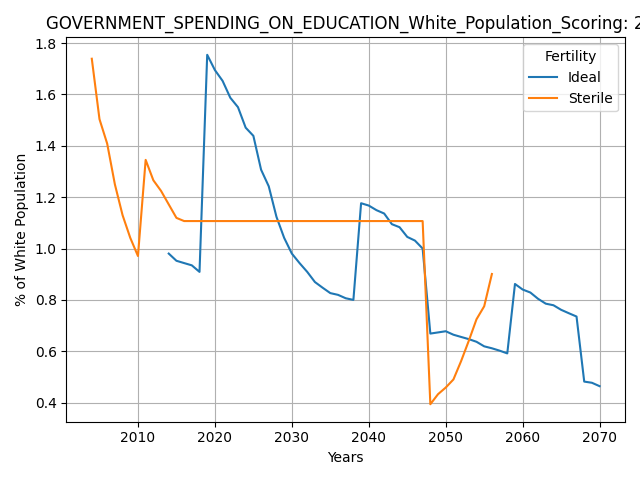 GOVERNMENT_SPENDING_ON_EDUCATION_White_Population_Scoring: 2
Fertility
Ideal
Sterile
% of White Population
1.8
1.6
1.4
1.2
1.0
0.8
0.6
0.4
2010 2020 2030 2040 2050 2060 2070
Years